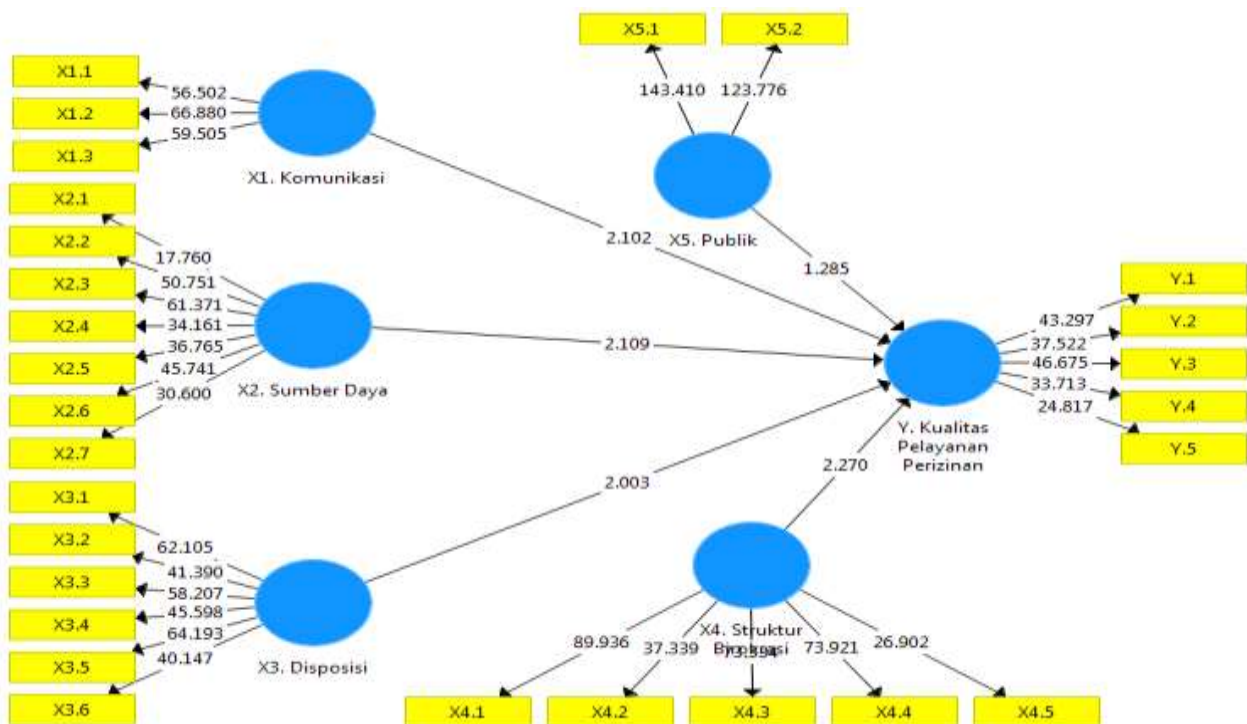 X5.1
X5.2
143.410
123.776
X5. Publik
1.285
X1.1
X1.2
X1.3
56.502
66.880
59.505
X1. Komunikasi
2.102
X2.1
X2.2
X2.3
X2.4
X2.5
X2.6
X2.7
17.760
50.751
61.371
34.161
36.765
45.741
30.600
X2. Sumber Daya
2.109
X3.1
X3.2
X3.3
X3.4
X3.5
X3.6
62.105
41.390
58.207
45.598
64.193
40.147
X3. Disposisi
2.003
Y. Kualitas
Pelayanan
Perizinan
43.297
37.522
46.675
33.713
24.817
Y.1
Y.2
Y.3
Y.4
Y.5
2.270
X4. Struktur
89.936
37.339
73.921
26.902
X4.1
X4.2
X4.3
X4.4
X4.5